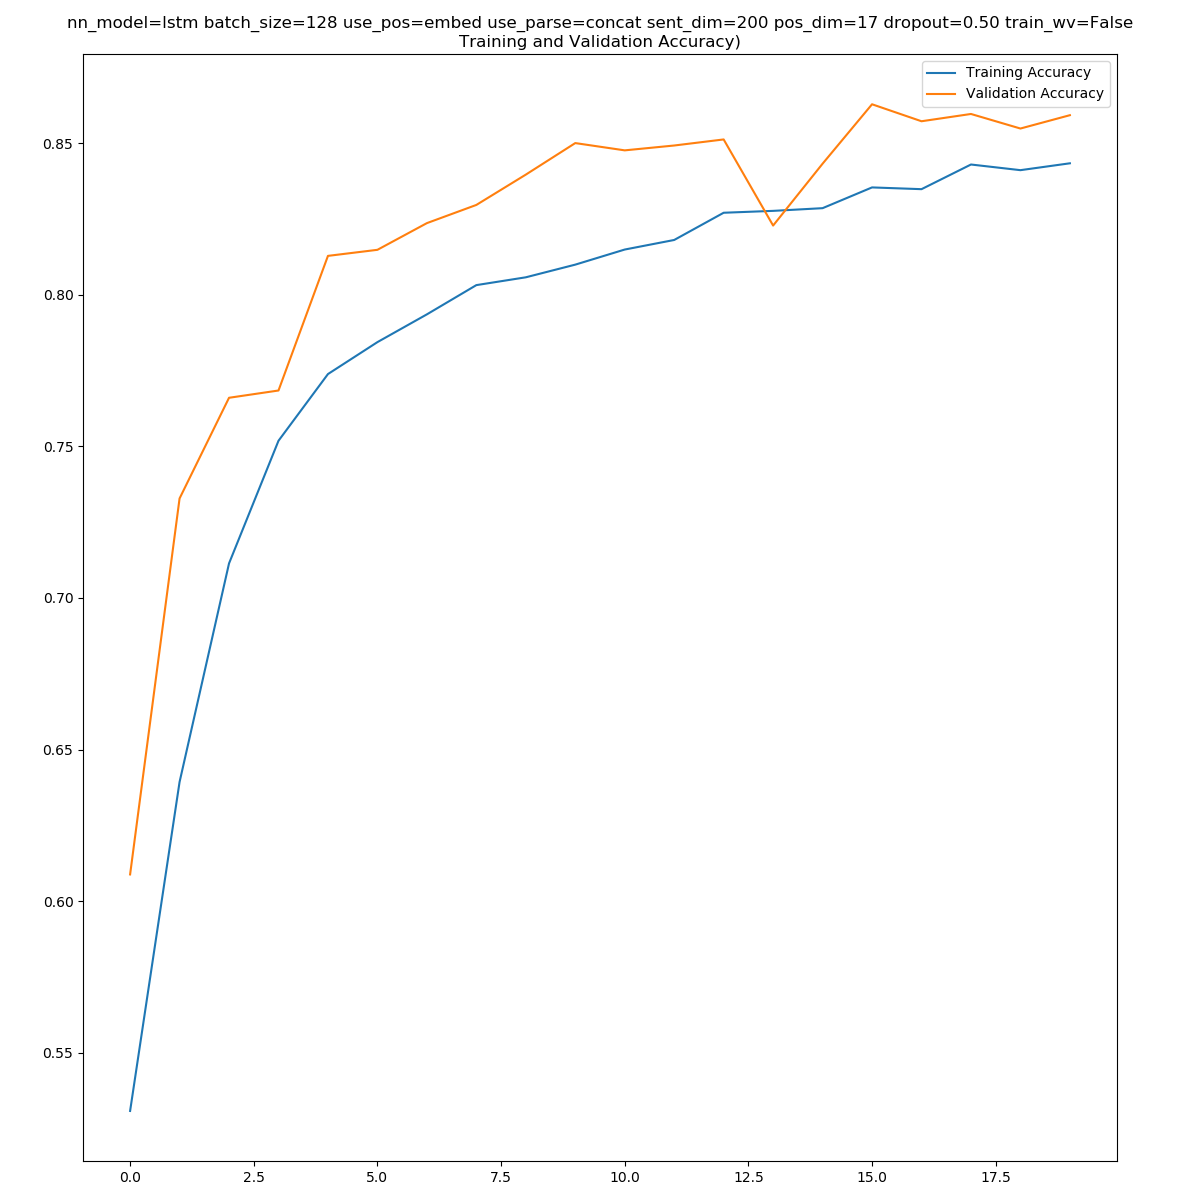 nn_model=lstm batch_size=128 use_pos=embed use_parse=concat sent_dim=200 pos_dim=17 dropout=0.50 train_wv=False
Training and Validation Accuracy)
Training Accuracy
Validation Accuracy
0.85
0.80
0.75
0.70
0.65
0.60
0.55
0.0 2.5 5.0 7.5 10.0 12.5 15.0 17.5